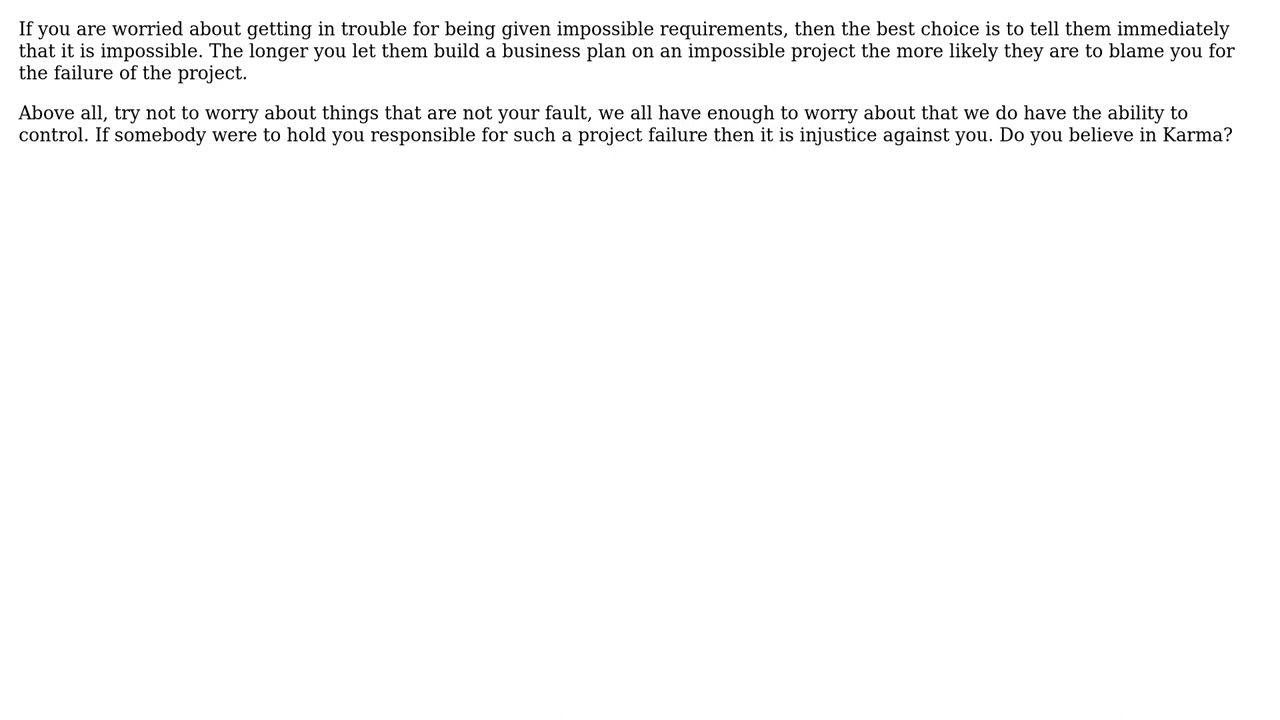 If you are worried about getting in trouble for being given impossible requirements, then the best choice is to tell them immediately
that it is impossible. The longer you let them build a business plan on an impossible project the more likely they are to blame you for
the failure of the project.
Above all, try not to worry about things that are not your fault, we all have enough to worry about that we do have the ability to
control. If somebody were to hold you responsible for such a project failure then it is injustice against you. Do you believe in Karma?